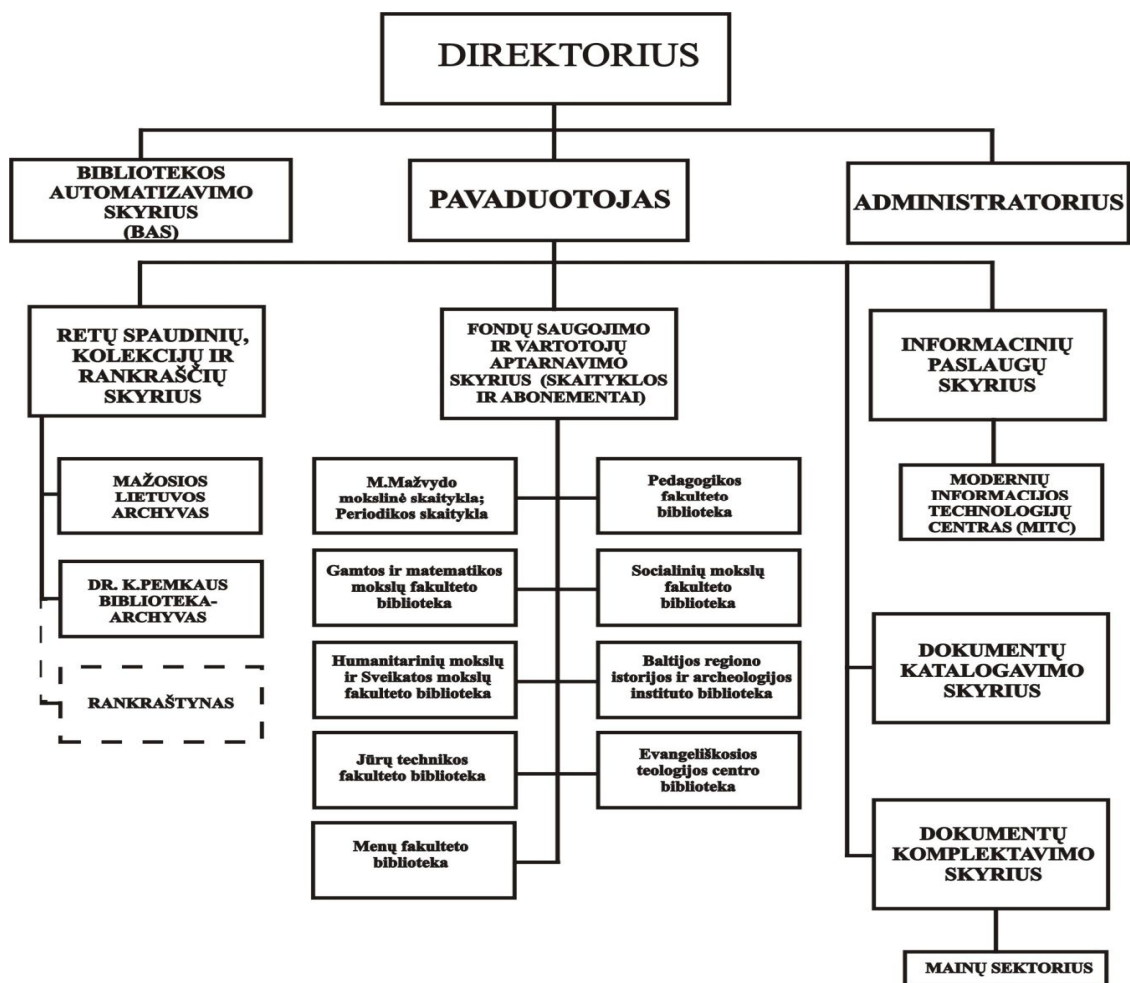 DIREKTORIUS
BIBLIOTEKOS
AUTOMATIZAVIMO
SKYRIUS
(BAS)
PAVADUOTOJAS
ADMINISTRATORIUS
RETŲ SPAUDINIŲ,
KOLEKCIJŲ IR
RANKRAŠČIŲ
SKYRIUS
FONDŲ SAUGOJIMO
IR VARTOTOJŲ
APTARNAVIMO
SKYRIUS (SKAITYKLOS
IR ABONEMENTAI)
INFORMACINIŲ
PASLAUGŲ
SKYRIUS
MAŽOSIOS
LIETUVOS
ARCHYVAS
M.Mažvydo
mokslinė skaitykla;
Periodikos skaitykla
Pedagogikos
fakulteto
biblioteka
MODERNIŲ
INFORMACIJOS
TECHNOLOGIJŲ
CENTRAS (MITC)
DR. K.PEMKAUS
BIBLIOTEKA-
ARCHYVAS
Gamtos ir matematikos
mokslų fakulteto
biblioteka
Socialinių mokslų
fakulteto
biblioteka
DOKUMENTŲ
KATALOGAVIMO
SKYRIUS
RANKRAŠTYNAS
Humanitarinių mokslų
ir Sveikatos mokslų
fakulteto biblioteka
Baltijos regiono
istorijos ir archeologijos
instituto biblioteka
Jūrų technikos
fakulteto biblioteka
Evangeliškosios
teologijos centro
biblioteka
Menų fakulteto
biblioteka
DOKUMENTŲ
KOMPLEKTAVIMO
SKYRIUS
MAINŲ SEKTORIUS